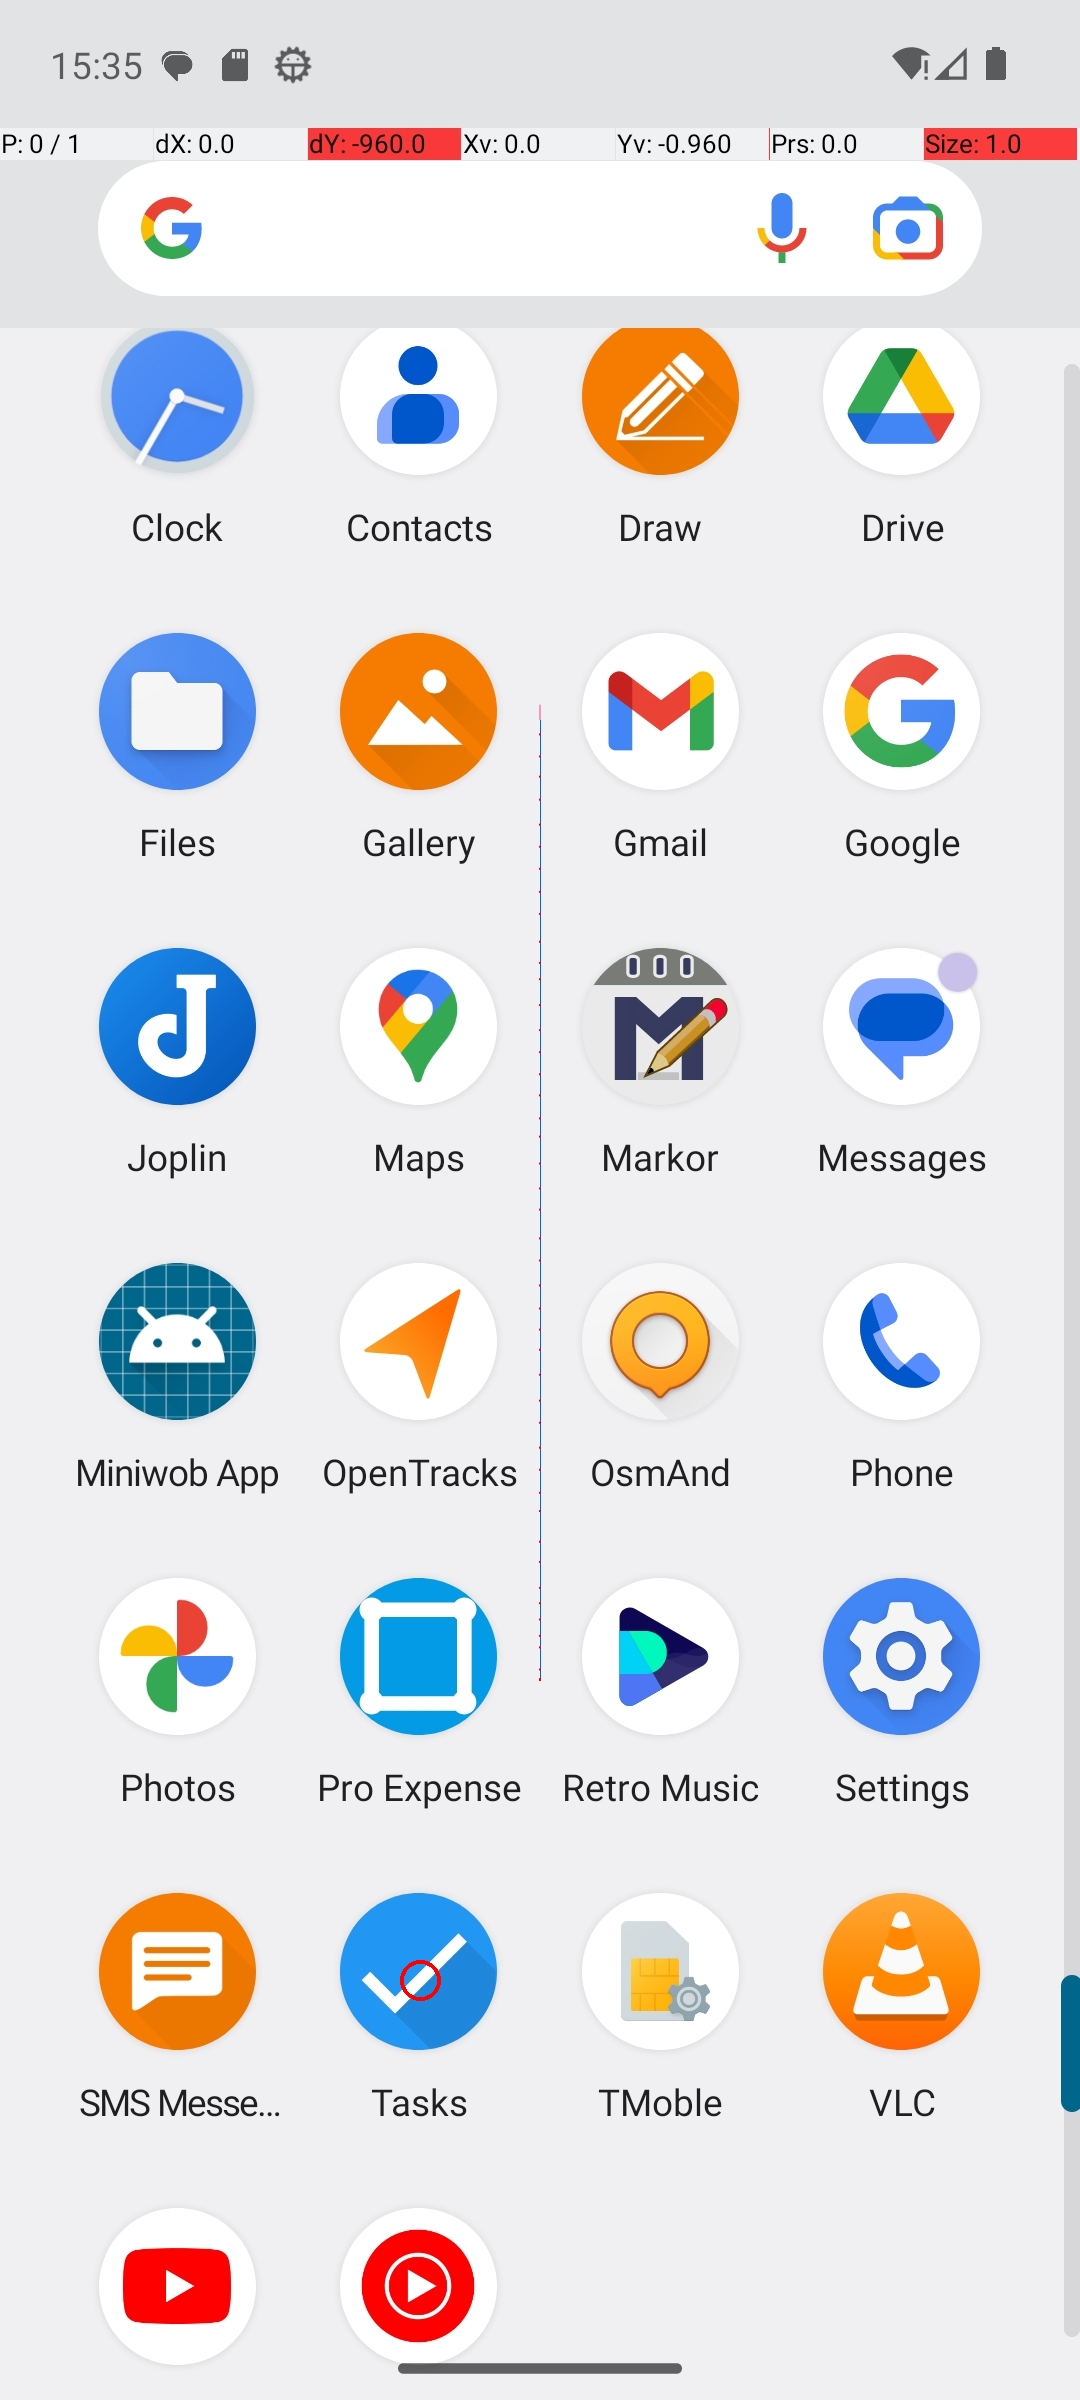 15:35
P: 0 / 1 dX: 0.0 dY: -960.0 Xv: 0.0 Yv: -0.960 Prs: 0.0 Size: 1.0
Clock Contacts Draw Drive
Files Gallery Gmail Google
Joplin Maps Markor Messages
Miniwob App OpenTracks OsmAnd Phone
Photos Pro Expense Retro Music Settings
SMS Messe... Tasks TMoble VLC